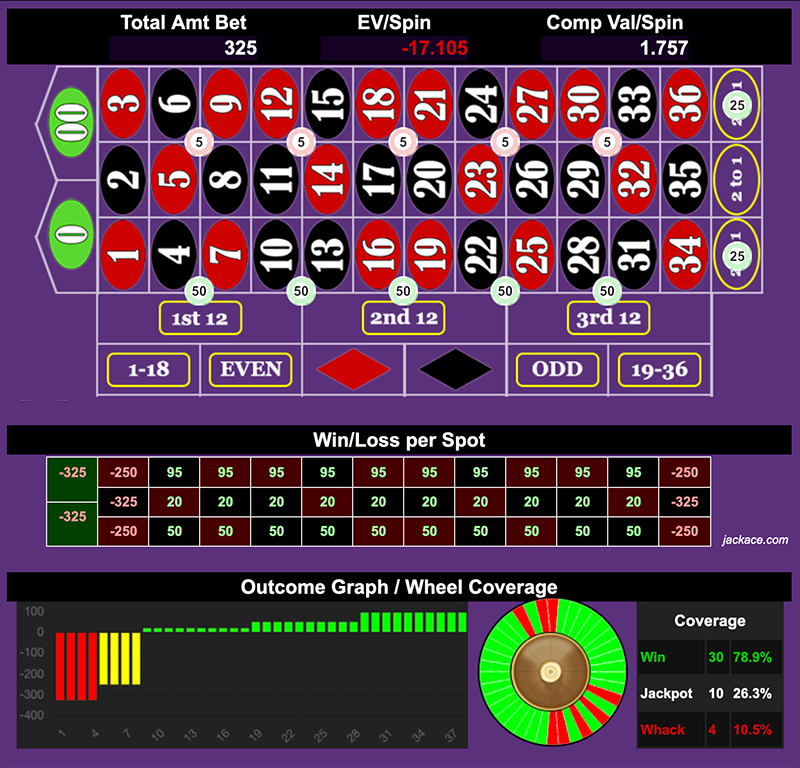 Total Amt Bet EV/Spin Comp Val/Spin
325 -17.105 1.757
00 3 6 9 12 15 18 21 24 27 30 33 36 25
5 5 5 5 5
2 5 8 11 14 17 20 23 26 29 32 35 2 to 1
0 1 4 7 10 13 16 19 22 25 28 31 34 25
50 50 50 50 50
1st 12 2nd 12 3rd 12
1-18 EVEN ODD 19-36
Win/Loss per Spot
-325 -250 95 95 95 95 95 95 95 95 95 95 -250
-325 20 20 20 20 20 20 20 20 20 20 -325
-325 -250 50 50 50 50 50 50 50 50 50 50 -250
jackace.com
Outcome Graph / Wheel Coverage
100
0
-100
-200
-300
-400
1 4 7 10 13 16 19 22 25 28 31 34 37
Coverage
Win 30 78.9%
Jackpot 10 26.3%
Whack 4 10.5%